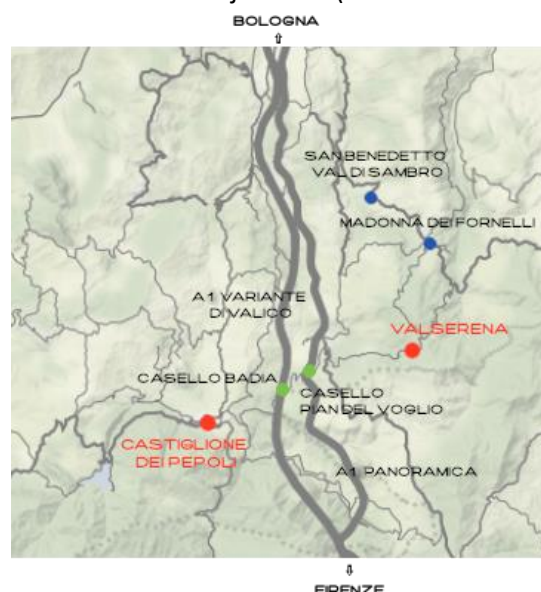 BOLOGNA
⇧
SAN BENEDETTO
VAL DI SAMBRO
MADONNA DEI FORNELLI
A1 VARIANTE
DI VALICO
VALSERENA
CASELLO BADIA
CASELLO
PIAN DEL VOGLIO
CASTIGLIONE
DEI PEPOLI
A1 PANORAMICA
⇩
FIRENZE